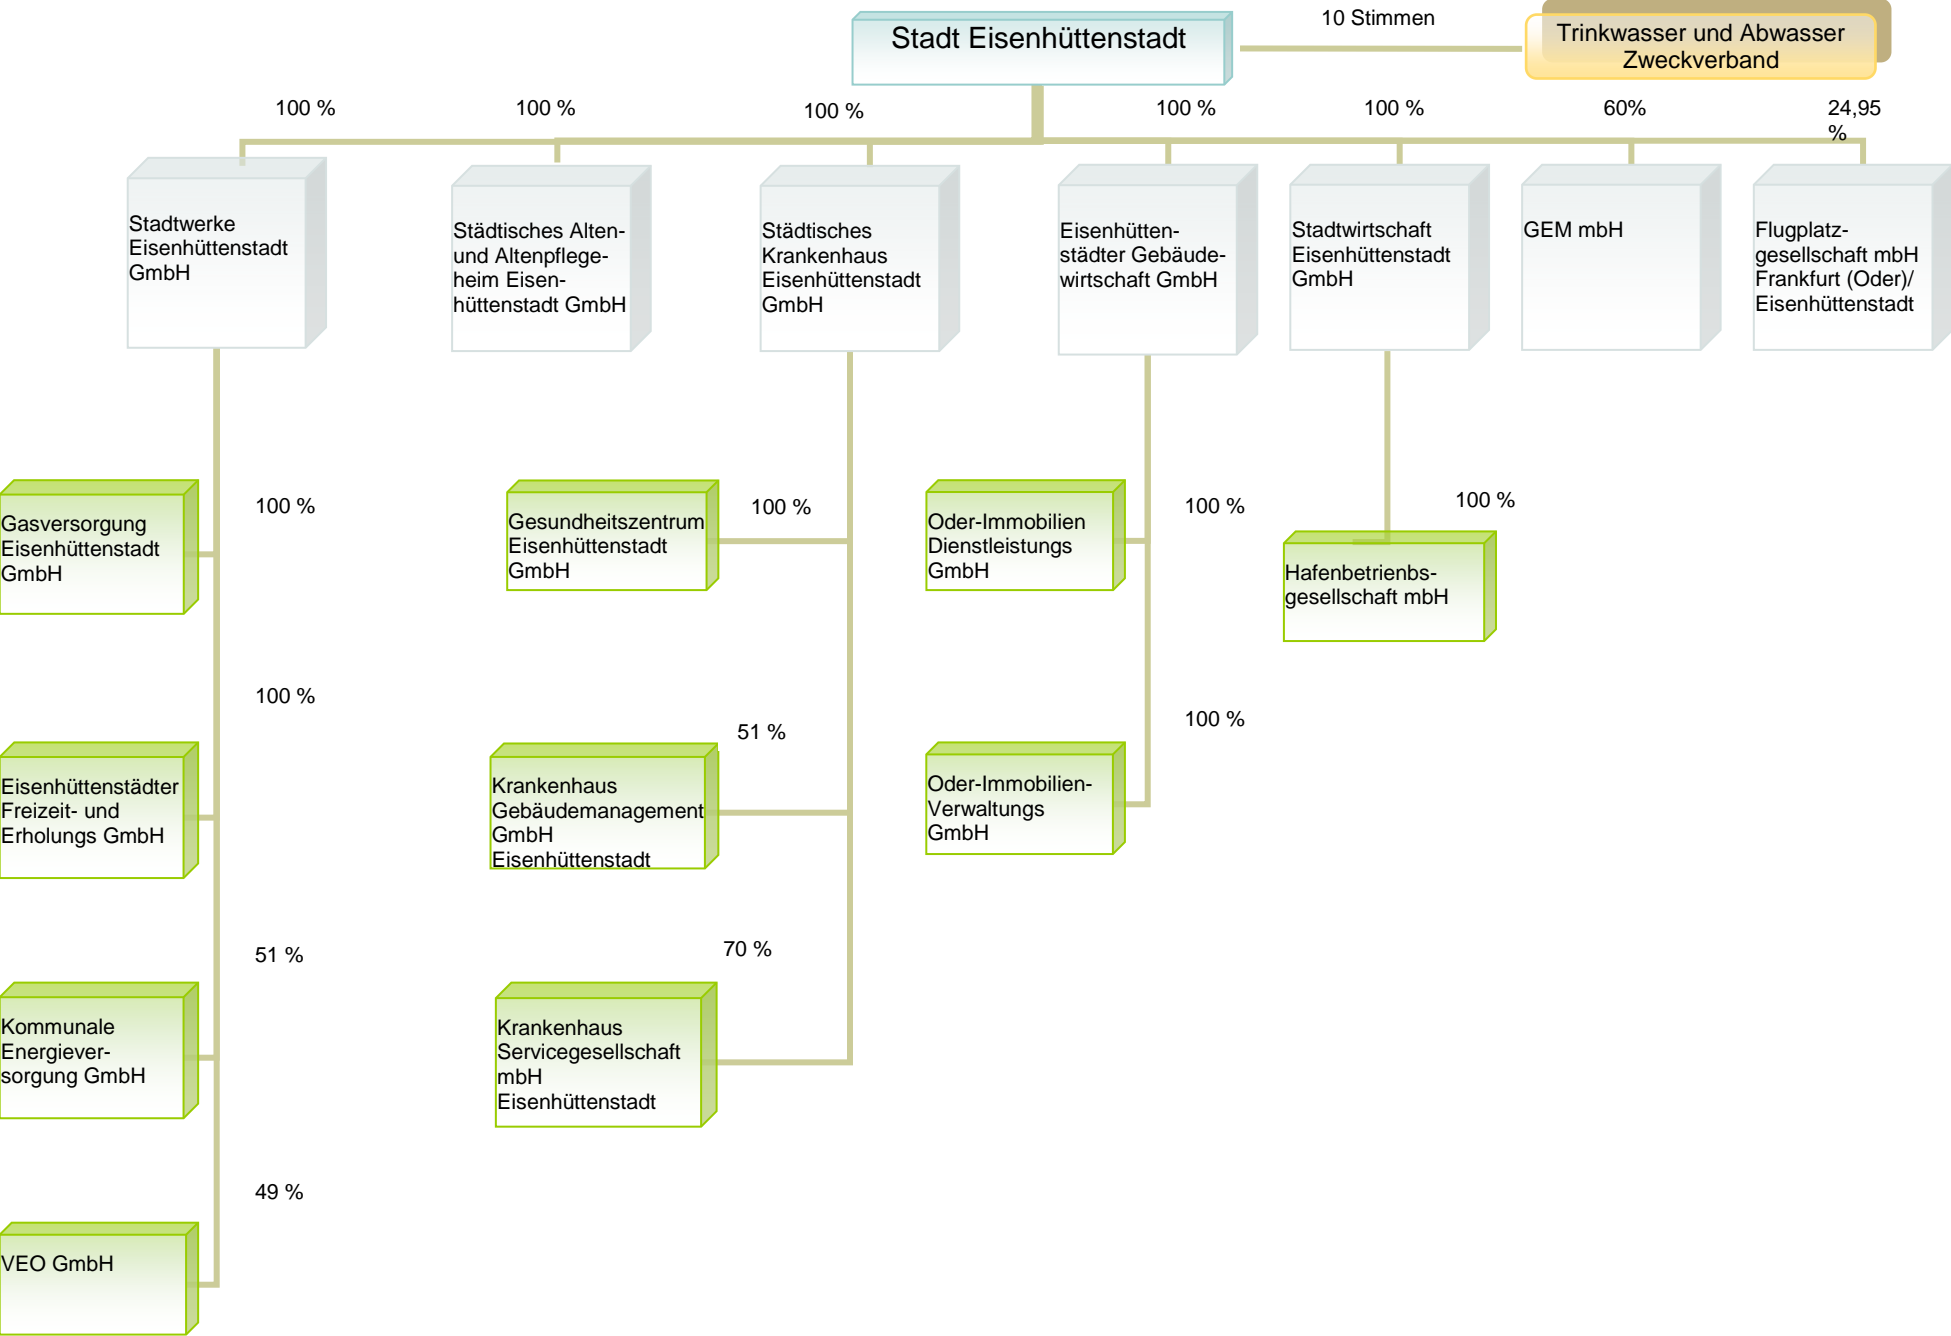 10 Stimmen
Stadt Eisenhüttenstadt
Trinkwasser und Abwasser
Zweckverband
100 %
100 %
100 %
100 %
100 %
60%
24,95
%
Stadtwerke
Eisenhüttenstadt
GmbH
Städtisches Alten-
und Altenpflege-
heim Eisen-
hüttenstadt GmbH
Städtisches
Krankenhaus
Eisenhüttenstadt
GmbH
Eisenhütten-
städter Gebäude-
wirtschaft GmbH
Stadtwirtschaft
Eisenhüttenstadt
GmbH
GEM mbH
Flugplatz-
gesellschaft mbH
Frankfurt (Oder)/
Eisenhüttenstadt
100 %
Gasversorgung
Eisenhüttenstadt
GmbH
100 %
Eisenhüttenstädter
Freizeit- und
Erholungs GmbH
51 %
Kommunale
Energiever-
sorgung GmbH
49 %
VEO GmbH
100 %
Gesundheitszentrum
Eisenhüttenstadt
GmbH
51 %
Krankenhaus
Gebäudemanagement
GmbH
Eisenhüttenstadt
70 %
Krankenhaus
Servicegesellschaft
mbH
Eisenhüttenstadt
100 %
Oder-Immobilien
Dienstleistungs
GmbH
100 %
Oder-Immobilien-
Verwaltungs
GmbH
100 %
Hafenbetrienbs-
gesellschaft mbH